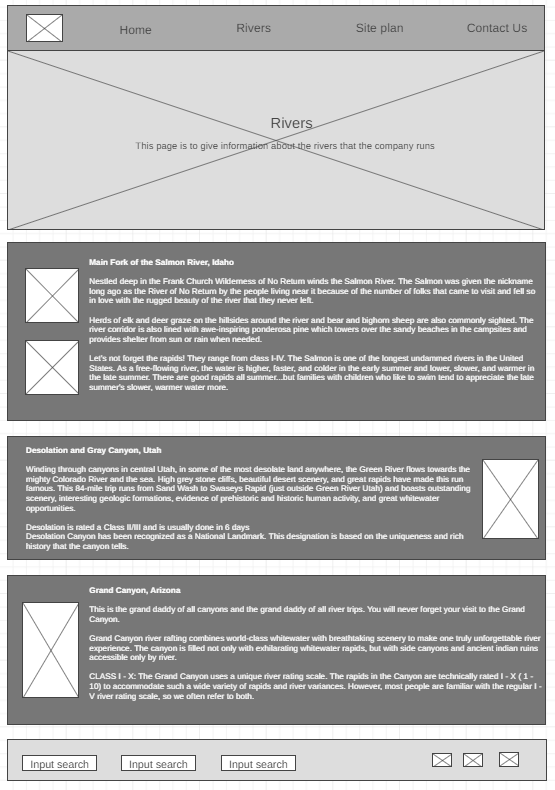 Home Rivers Site plan Contact Us
Rivers
This page is to give information about the rivers that the company runs
Main Fork of the Salmon River, Idaho
Nestled deep in the Frank Church Wilderness of No Return winds the Salmon River. The Salmon was given the nickname
long ago as the River of No Return by the people living near it because of the number of folks that came to visit and fell so
in love with the rugged beauty of the river that they never left.
Herds of elk and deer graze on the hillsides around the river and bear and bighorn sheep are also commonly sighted. The
river corridor is also lined with awe-inspiring ponderosa pine which towers over the sandy beaches in the campsites and
provides shelter from sun or rain when needed.
Let's not forget the rapids! They range from class I-IV. The Salmon is one of the longest undammed rivers in the United
States. As a free-flowing river, the water is higher, faster, and colder in the early summer and lower, slower, and warmer in
the late summer. There are good rapids all summer...but families with children who like to swim tend to appreciate the late
summer's slower, warmer water more.
Desolation and Gray Canyon, Utah
Winding through canyons in central Utah, in some of the most desolate land anywhere, the Green River flows towards the
mighty Colorado River and the sea. High grey stone cliffs, beautiful desert scenery, and great rapids have made this run
famous. This 84-mile trip runs from Sand Wash to Swaseys Rapid (just outside Green River Utah) and boasts outstanding
scenery, interesting geologic formations, evidence of prehistoric and historic human activity, and great whitewater
opportunities.
Desolation is rated a Class II/III and is usually done in 6 days
Desolation Canyon has been recognized as a National Landmark. This designation is based on the uniqueness and rich
history that the canyon tells.
Grand Canyon, Arizona
This is the grand daddy of all canyons and the grand daddy of all river trips. You will never forget your visit to the Grand
Canyon.
Grand Canyon river rafting combines world-class whitewater with breathtaking scenery to make one truly unforgettable river
experience. The canyon is filled not only with exhilarating whitewater rapids, but with side canyons and ancient indian ruins
accessible only by river.
CLASS I - X: The Grand Canyon uses a unique river rating scale. The rapids in the Canyon are technically rated I - X ( 1 -
10) to accommodate such a wide variety of rapids and river variances. However, most people are familiar with the regular I -
V river rating scale, so we often refer to both.
Input search Input search Input search